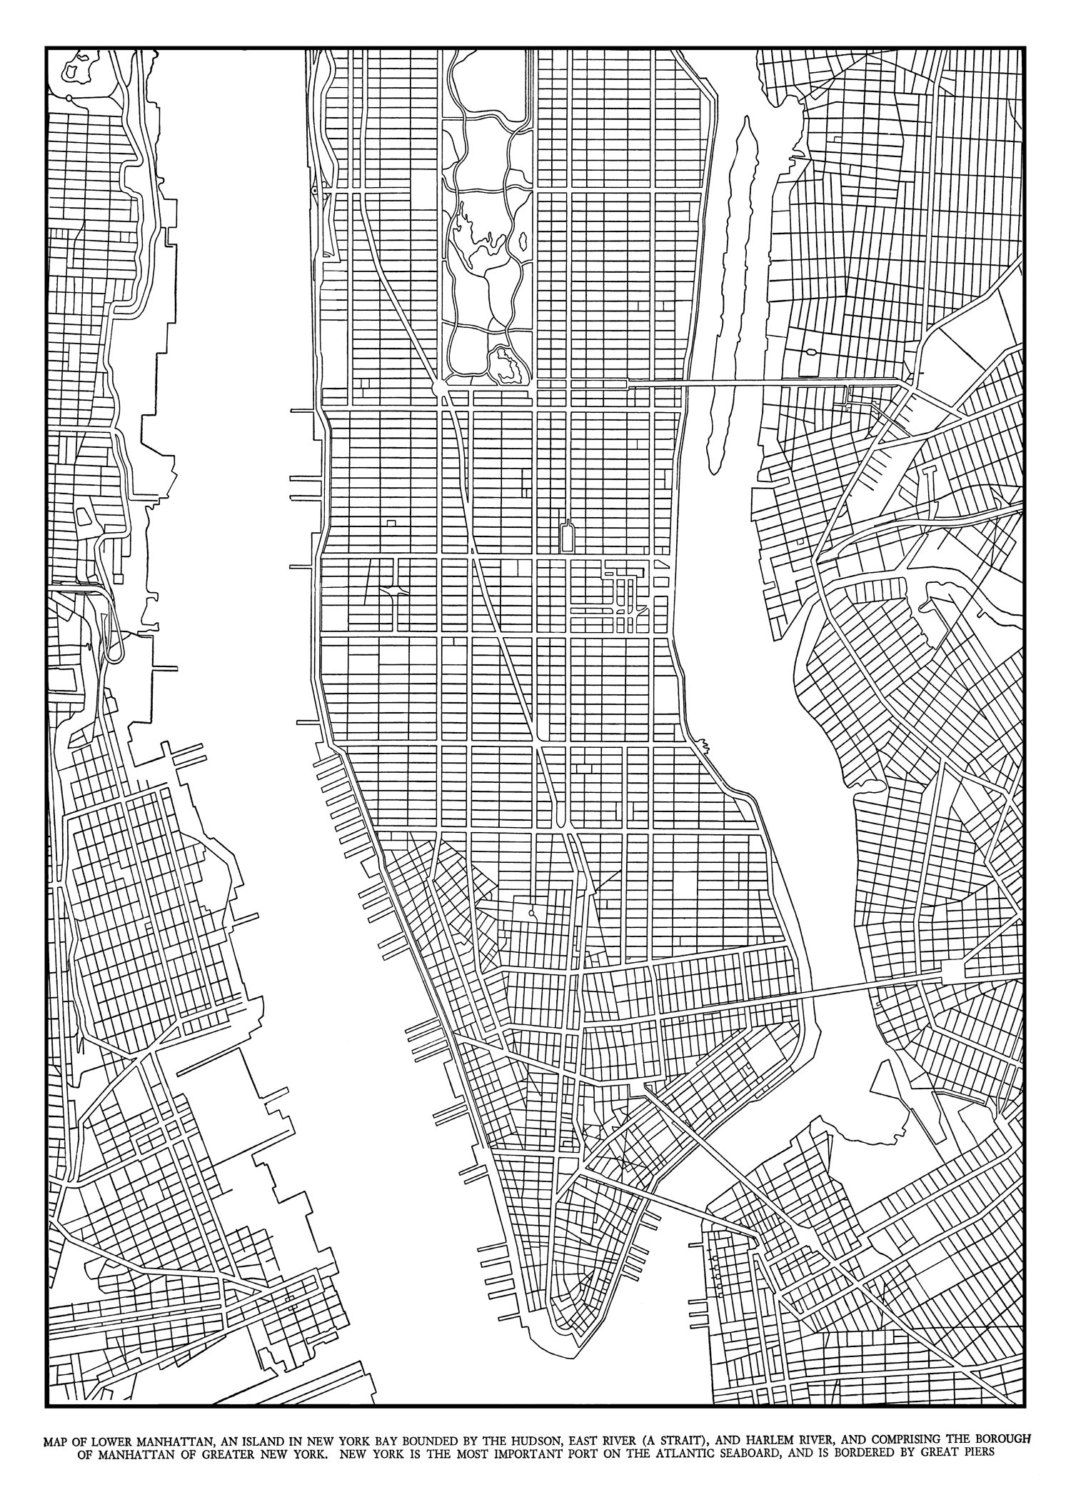 MAP OF LOWER MANHATTAN, AN ISLAND IN NEW YORK BAY BOUNDED BY THE HUDSON, EAST RIVER (A STRAIT), AND HARLEM RIVER, AND COMPRISING THE BOROUGH
OF MANHATTAN OF GREATER NEW YORK. NEW YORK IS THE MOST IMPORTANT PORT ON THE ATLANTIC SEABOARD, AND IS BORDERED BY GREAT PIERS